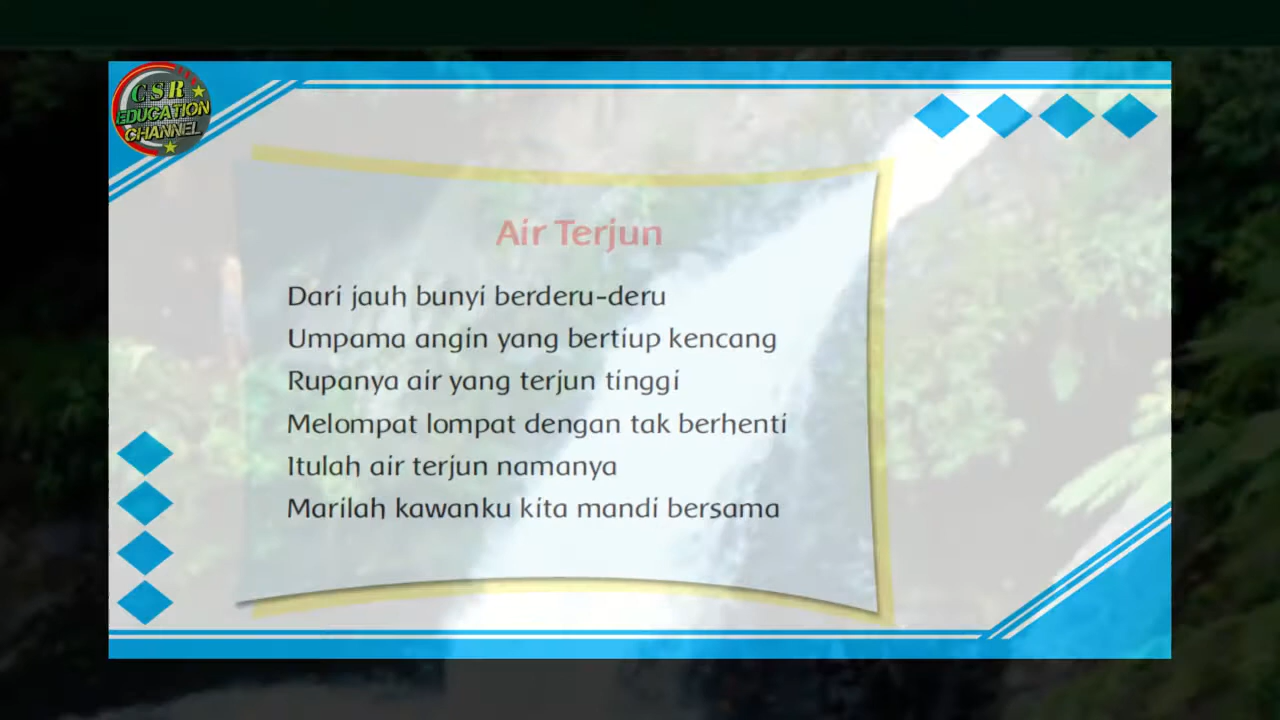 CSR
EDUCATION
CHANNEL
Air Terjun
Dari jauh bunyi berderu-deru
Umpama angin yang bertiup kencang
Rupanya air yang terjun tinggi
Melompat lompat dengan tak berhenti
Itulah air terjun namanya
Marilah kawanku kita mandi bersama